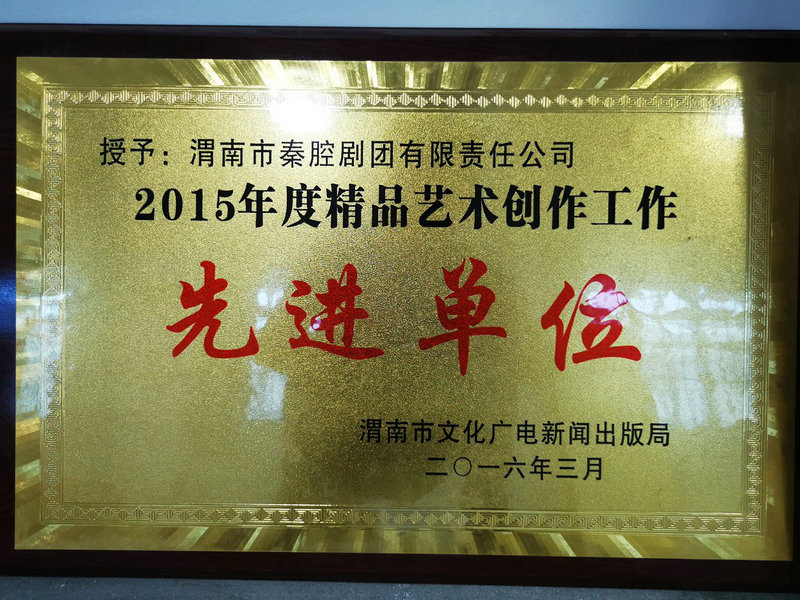 授予：渭南市秦腔剧团有限责任公司
2015年度精品艺术创作工作
先进单位
渭南市文化广电新闻出版局
二〇一六年三月